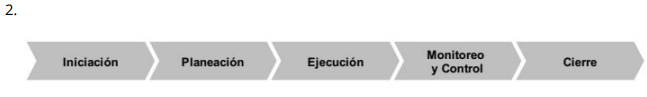 2.
Iniciación
Planeación
Ejecución
Monitoreo
y Control
Cierre